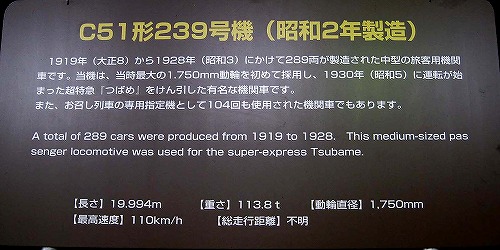 C51形239号機（昭和2年製造）
1919年（大正8）から1928年（昭和3）にかけて289両が製造された中型の旅客用機関
車です。当機は、当時最大の1,750mm動輪を初めて採用し、1930年（昭和5）に運転が始
まった超特急「つばめ」をけん引した有名な機関車です。
また、お召し列車の専用指定機として104回も使用された機関車でもあります。
A total of 289 cars were produced from 1919 to 1928.　This medium-sized pas
senger locomotive was used for the super-express Tsubame.
【長さ】19.994m　【重さ】113.8 t　【動輪直径】1,750mm
【最高速度】110km/h　【総走行距離】不明